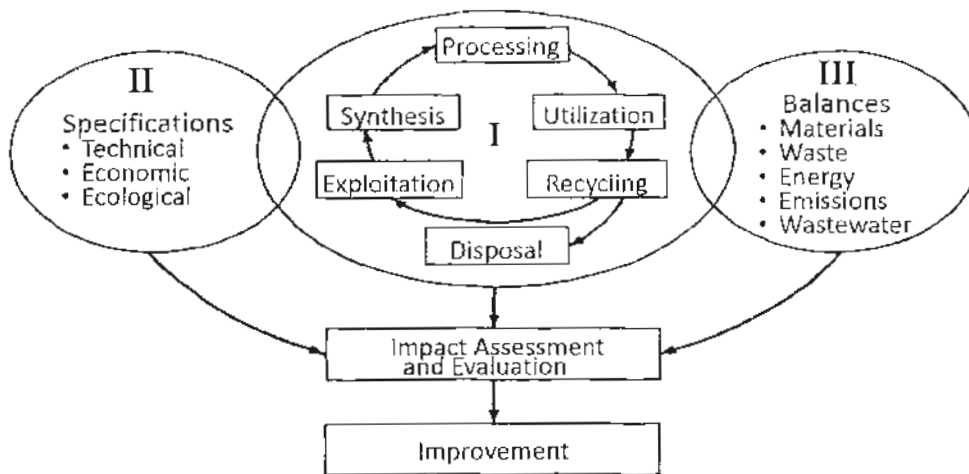 Processing
II
III
Specifications
• Technical
• Economic
• Ecological
Synthesis
I
Utilization
Exploitation
Recycling
Disposal
Balances
• Materials
• Waste
• Energy
• Emissions
• Wastewater
Impact Assessment
and Evaluation
Improvement